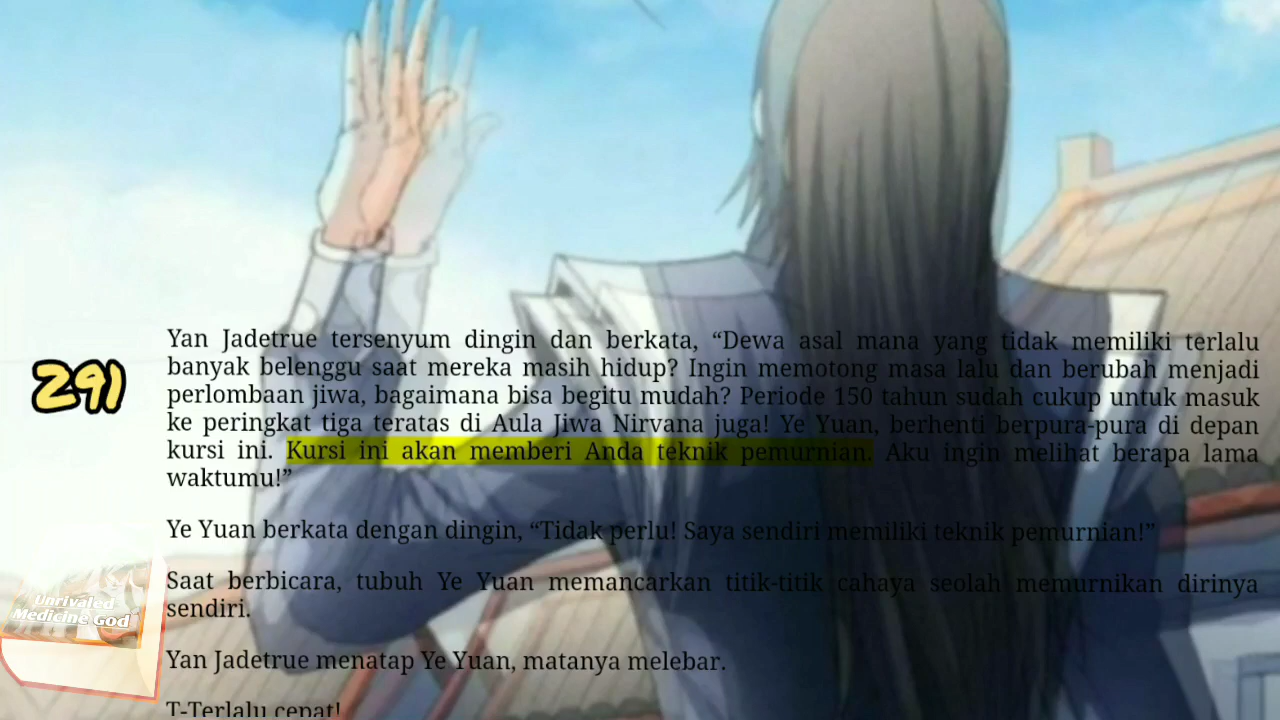 Yan Jadetrue tersenyum dingin dan berkata, “Dewa asal mana yang tidak memiliki terlalu
banyak belenggu saat mereka masih hidup? Ingin memotong masa lalu dan berubah menjadi
perlombaan jiwa, bagaimana bisa begitu mudah? Periode 150 tahun sudah cukup untuk masuk
ke peringkat tiga teratas di Aula Jiwa Nirvana juga! Ye Yuan, berhenti berpura-pura di depan
kursi ini. Kursi ini akan memberi Anda teknik pemurnian. Aku ingin melihat berapa lama
waktumu!”
291
Ye Yuan berkata dengan dingin, “Tidak perlu! Saya sendiri memiliki teknik pemurnian!”
Saat berbicara, tubuh Ye Yuan memancarkan titik-titik cahaya seolah memurnikan dirinya
sendiri.
Unrivaled
Medicine God
Yan Jadetrue menatap Ye Yuan, matanya melebar.
T-Terlalu cepat!